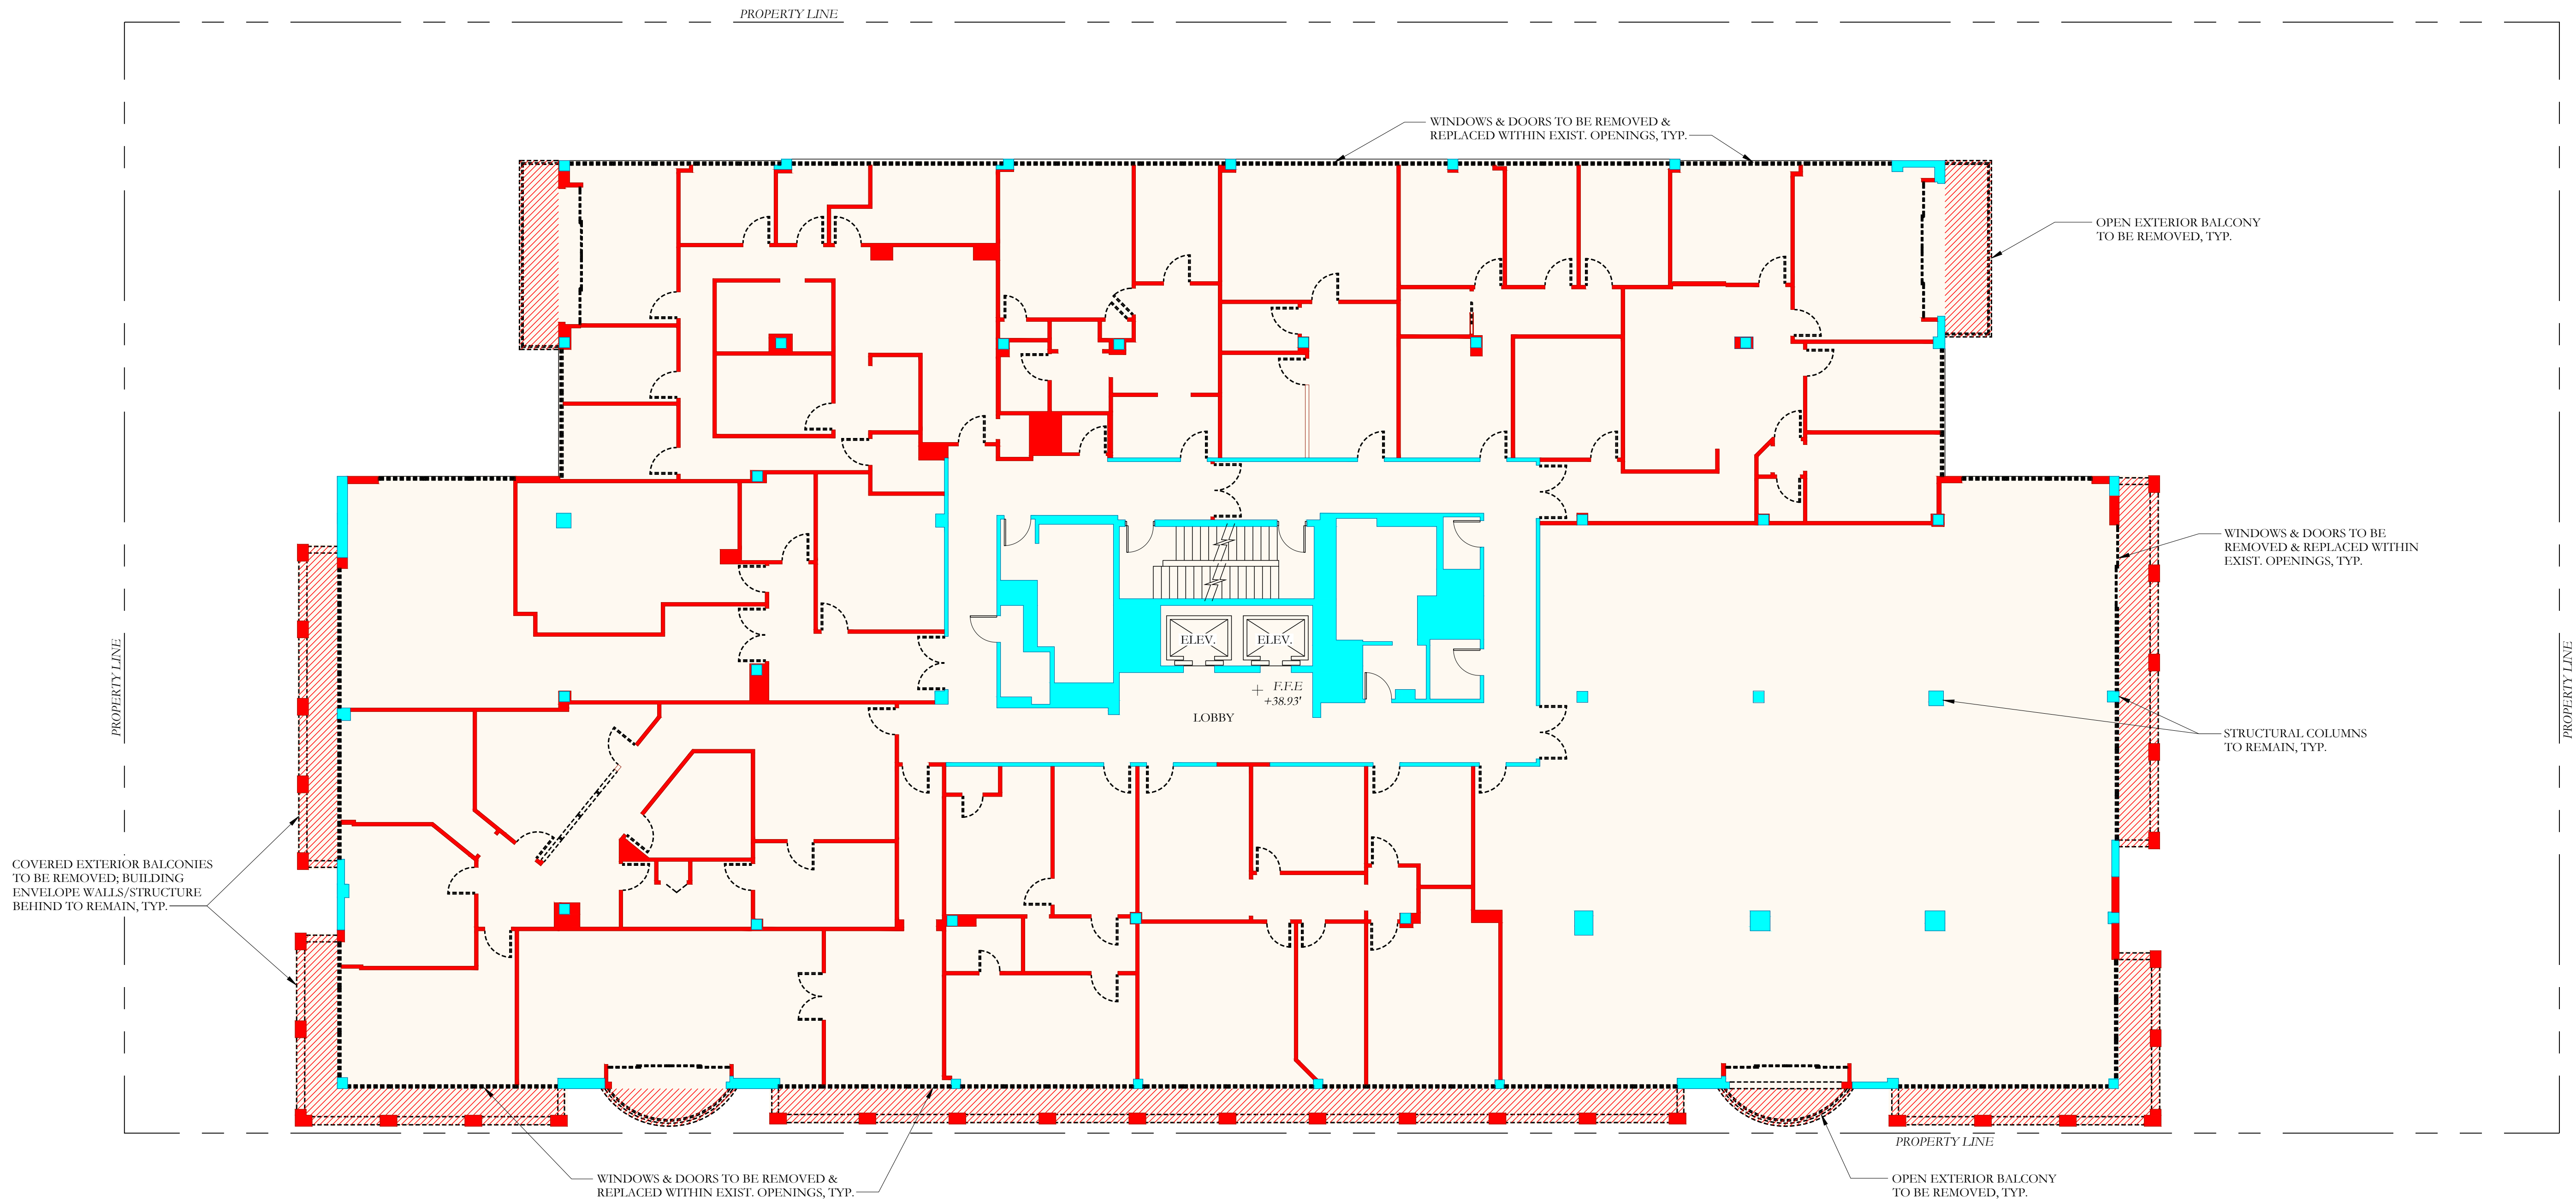 PROPERTY LINE
WINDOWS & DOORS TO BE REMOVED &
REPLACED WITHIN EXIST. OPENINGS, TYP.
OPEN EXTERIOR BALCONY
TO BE REMOVED, TYP.
WINDOWS & DOORS TO BE
REMOVED & REPLACED WITHIN
EXIST. OPENINGS, TYP.
PROPERTY LINE
PROPERTY LINE
ELEV.
ELEV.
F.F.E
+38.93'
LOBBY
STRUCTURAL COLUMNS
TO REMAIN, TYP.
COVERED EXTERIOR BALCONIES
TO BE REMOVED; BUILDING
ENVELOPE WALLS/STRUCTURE
BEHIND TO REMAIN, TYP.
PROPERTY LINE
WINDOWS & DOORS TO BE REMOVED &
REPLACED WITHIN EXIST. OPENINGS, TYP.
OPEN EXTERIOR BALCONY
TO BE REMOVED, TYP.